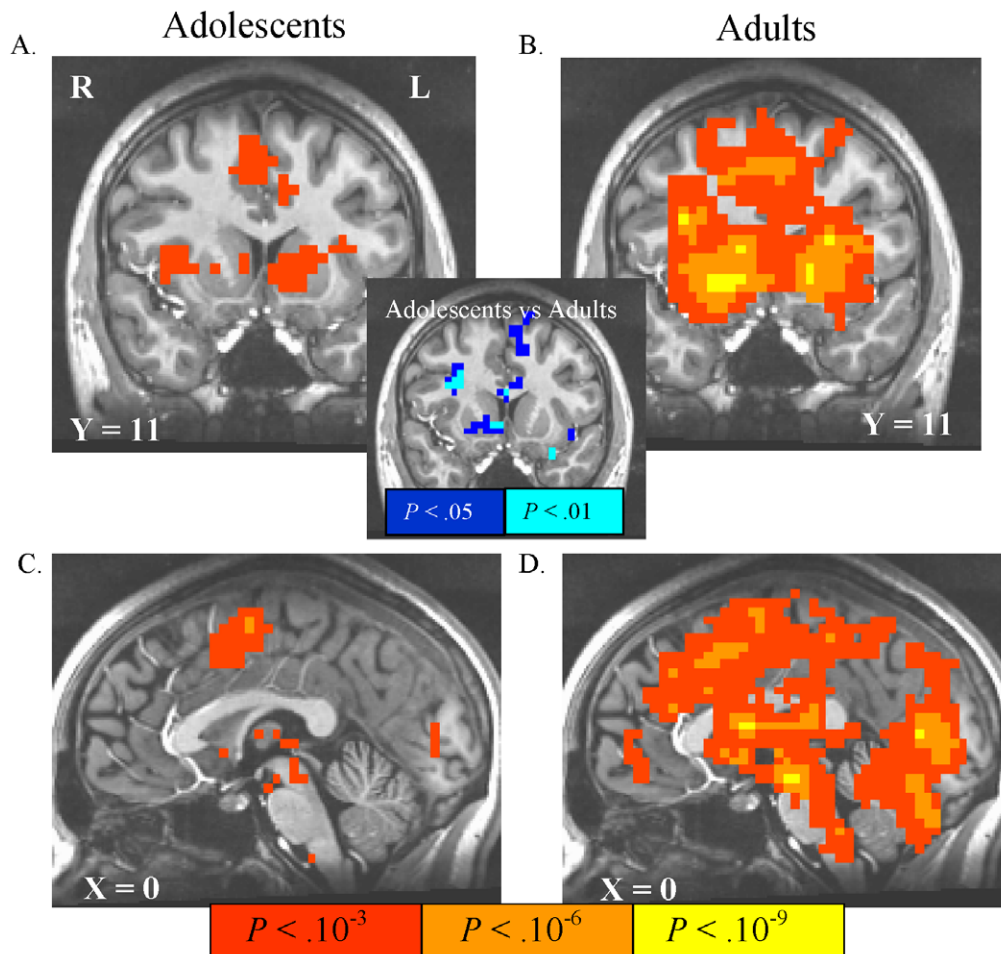 Adolescents
Adults
A.
B.
R
L
Y = 11
Y = 11
Adolescents vs Adults
P < .05
P < .01
C.
D.
X = 0
X = 0
P < .10⁻³
P < .10⁻⁶
P < .10⁻⁹